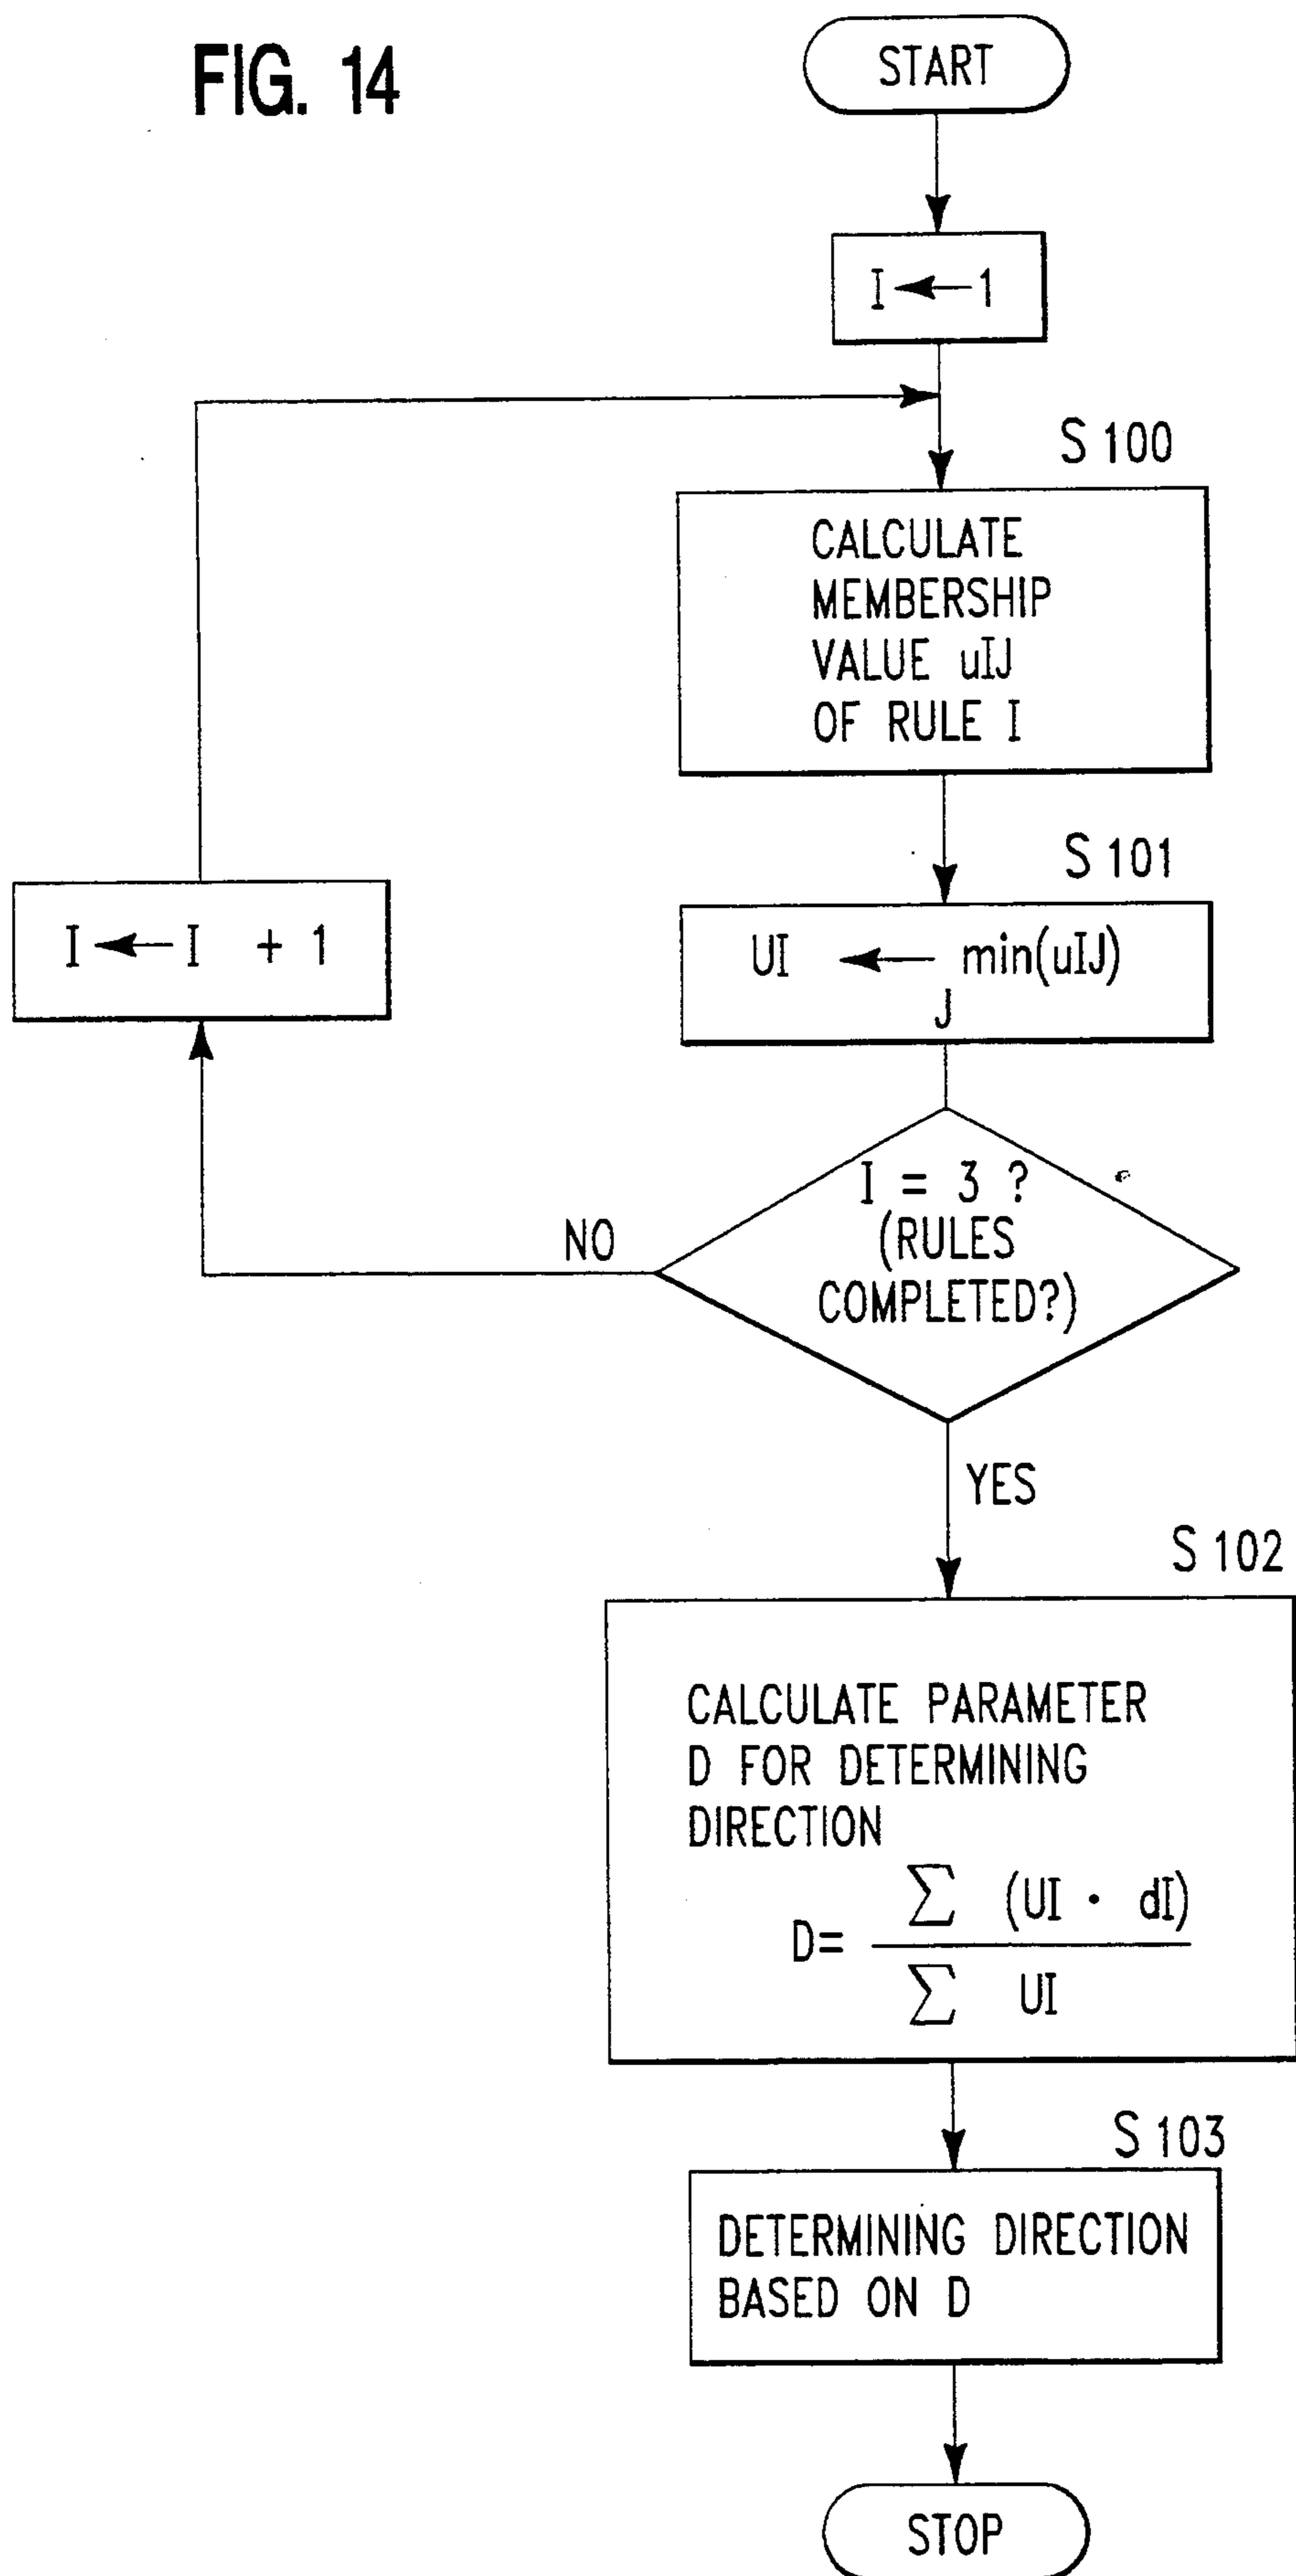 FIG. 14
START
I ← 1
S 100
CALCULATE
MEMBERSHIP
VALUE uIJ
OF RULE I
S 101
I ← I + 1
UI ← min(uIJ)
J
I = 3 ?
(RULES
COMPLETED?)
NO
YES
S 102
CALCULATE PARAMETER
D FOR DETERMINING
DIRECTION
D= ∑ (UI · dI)
∑ UI
S 103
DETERMINING DIRECTION
BASED ON D
STOP